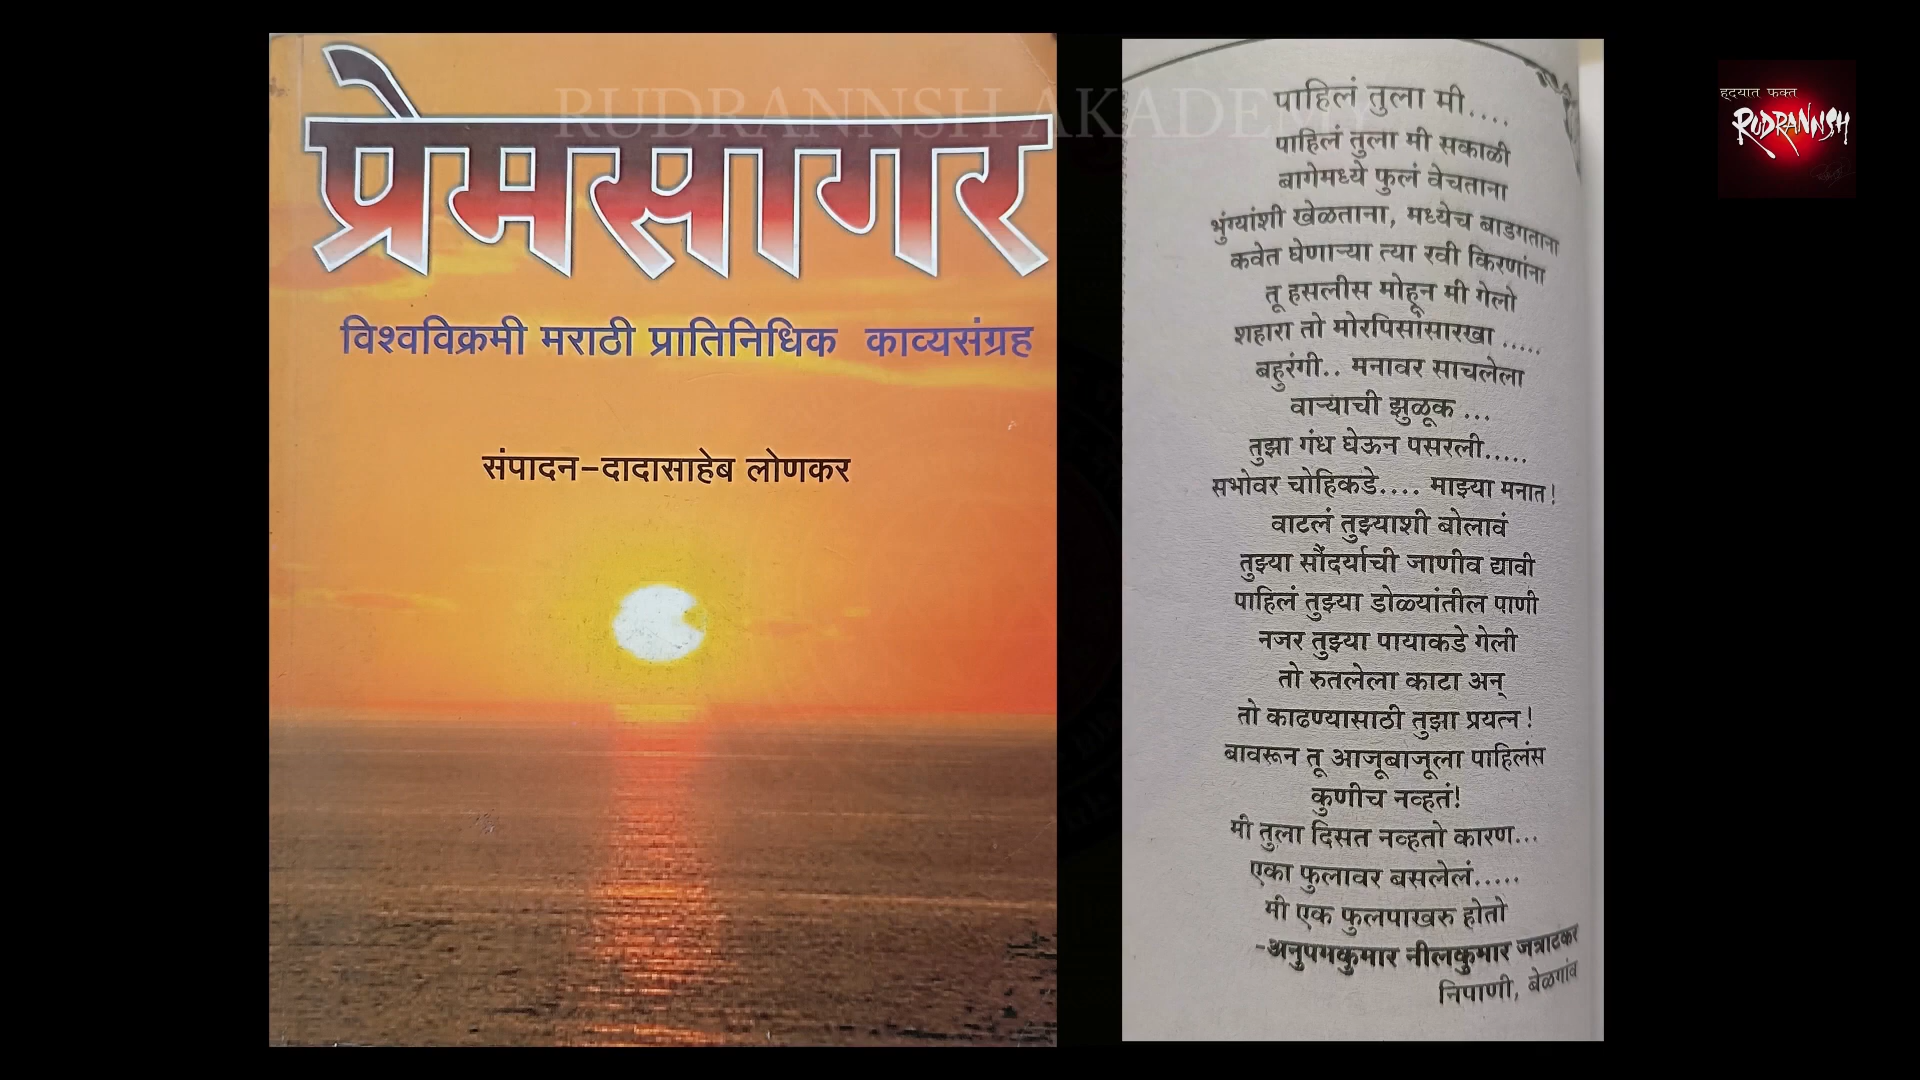 RUDRANNSH AKADEMY
प्रेमसागर
विश्वविक्रमी मराठी प्रातिनिधिक काव्यसंग्रह
संपादन-दादासाहेब लोणकर
पाहिलं तुला मी....
पाहिलं तुला मी सकाळी
बागेमध्ये फुलं वेचताना
भुंग्यांशी खेळताना, मध्येच बाडगताना
कवेत घेणाऱ्या त्या रवी किरणांना
तू हसलीस मोहून मी गेलो
शहारा तो मोरपिसांसारखा .....
बहुरंगी.. मनावर साचलेला
वाऱ्याची झुळूक ...
तुझा गंध घेऊन पसरली.....
सभोवर चोहिकडे.... माझ्या मनात!
वाटलं तुझ्याशी बोलावं
तुझ्या सौंदर्याची जाणीव द्यावी
पाहिलं तुझ्या डोळ्यांतील पाणी
नजर तुझ्या पायाकडे गेली
तो रुतलेला काटा अन्
तो काढण्यासाठी तुझा प्रयत्न!
बावरून तू आजूबाजूला पाहिलंस
कुणीच नव्हतं!
मी तुला दिसत नव्हतो कारण...
एका फुलावर बसलेलं.....
मी एक फुलपाखरु होतो
-अनुपमकुमार नीलकुमार जत्राटकर
निपाणी, बेळगांव
हृदयात फक्त
RUDRANNSH